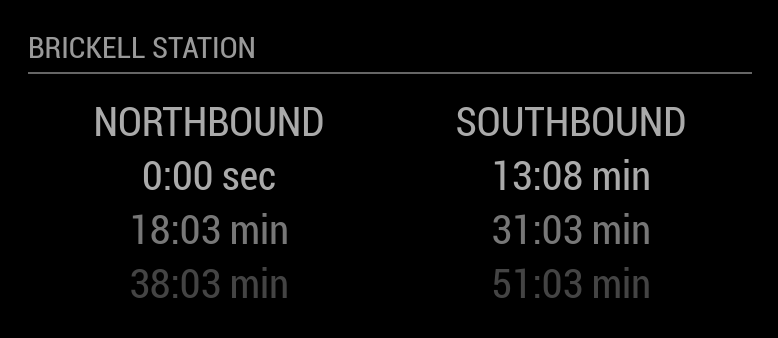 BRICKELL STATION
NORTHBOUND SOUTHBOUND
0:00 sec 13:08 min
18:03 min 31:03 min
38:03 min 51:03 min